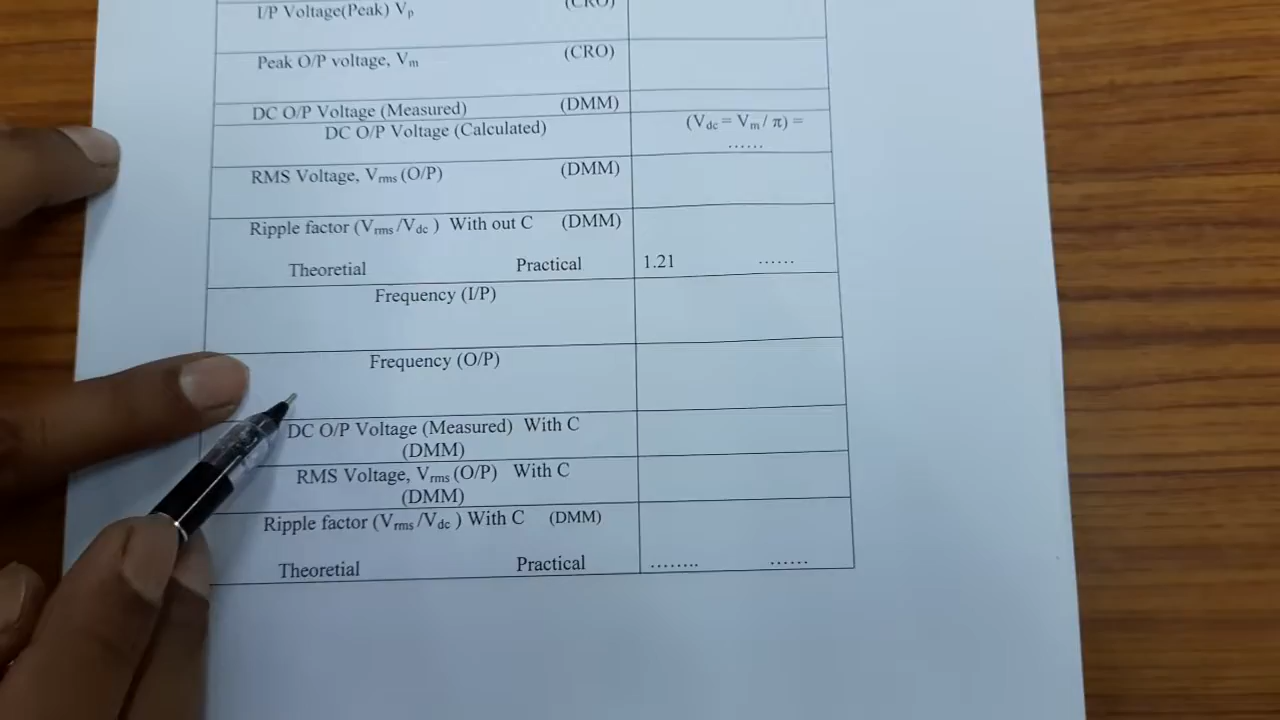 I/P Voltage(Peak) Vp (CRO)
Peak O/P voltage, Vm (CRO)
DC O/P Voltage (Measured) (DMM)
DC O/P Voltage (Calculated) (Vdc = Vm / π) =
......
RMS Voltage, Vrms (O/P) (DMM)
Ripple factor (Vrms /Vdc ) With out C (DMM)
Theoretial Practical 1.21 ......
Frequency (I/P)
Frequency (O/P)
DC O/P Voltage (Measured) With C
(DMM)
RMS Voltage, Vrms (O/P) With C
(DMM)
Ripple factor (Vrms /Vdc ) With C (DMM)
Theoretial Practical ........ ......